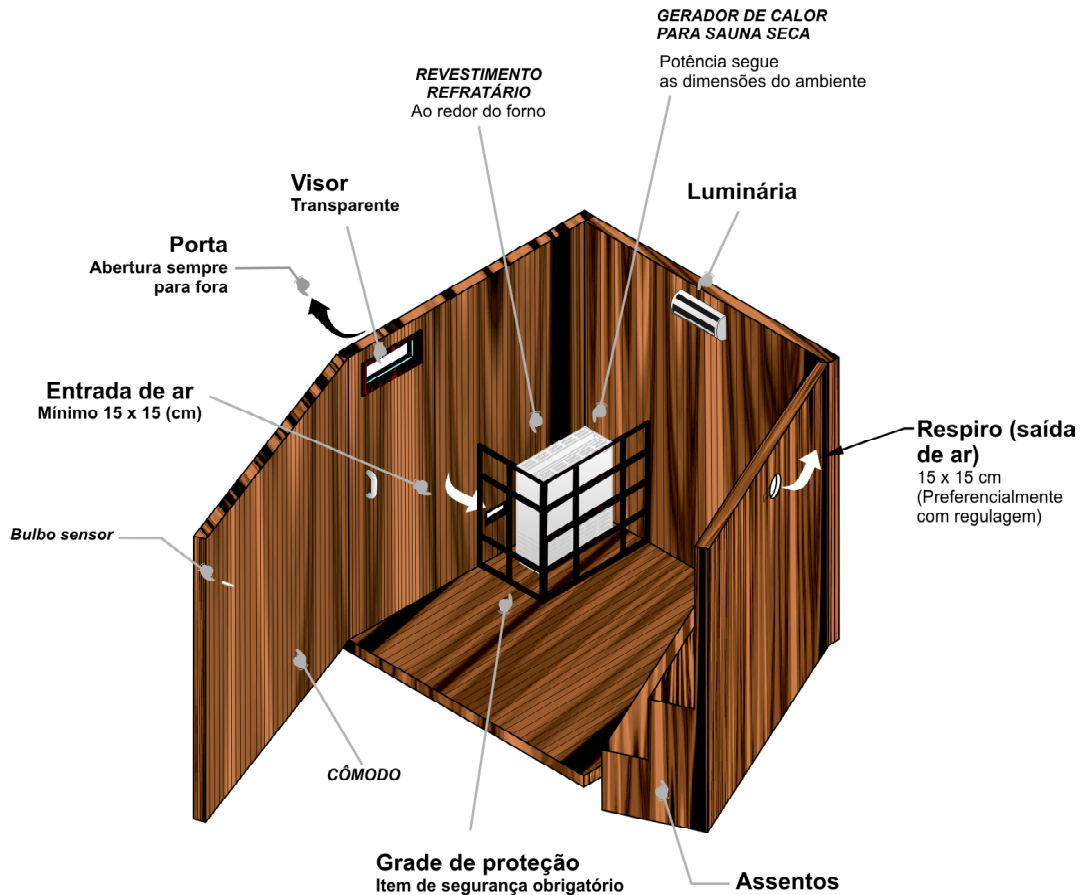 GERADOR DE CALOR
PARA SAUNA SECA
Potência segue
as dimensões do ambiente
REVESTIMENTO
REFRATÁRIO
Ao redor do forno
Visor
Transparente
Luminária
Porta
Abertura sempre
para fora
Entrada de ar
Mínimo 15 x 15 (cm)
Respiro (saída
de ar)
15 x 15 cm
(Preferencialmente
com regulagem)
Bulbo sensor
CÔMODO
Grade de proteção
Item de segurança obrigatório
Assentos